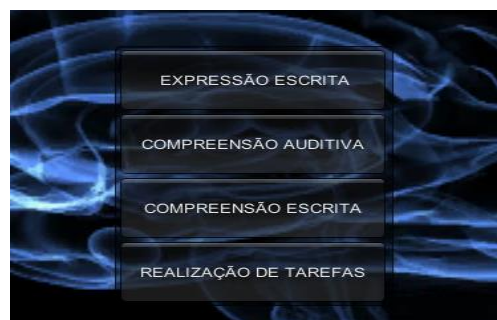 EXPRESSÃO ESCRITA
COMPREENSÃO AUDITIVA
COMPREENSÃO ESCRITA
REALIZAÇÃO DE TAREFAS